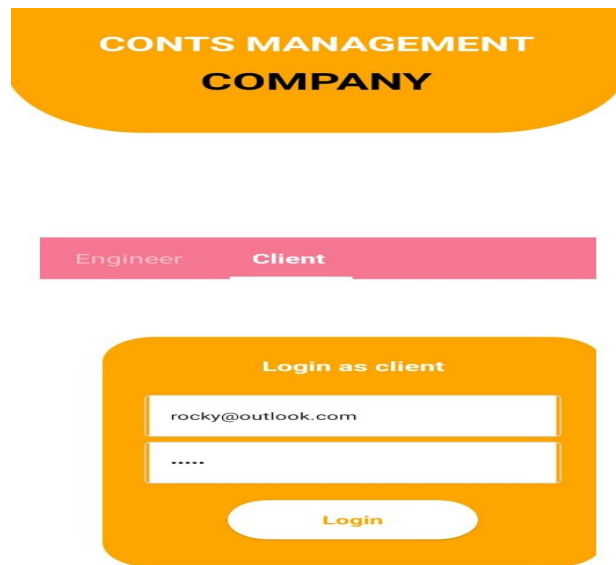 CONTS MANAGEMENT
COMPANY
Engineer Client
Login as client
rocky@outlook.com
•••••
Login